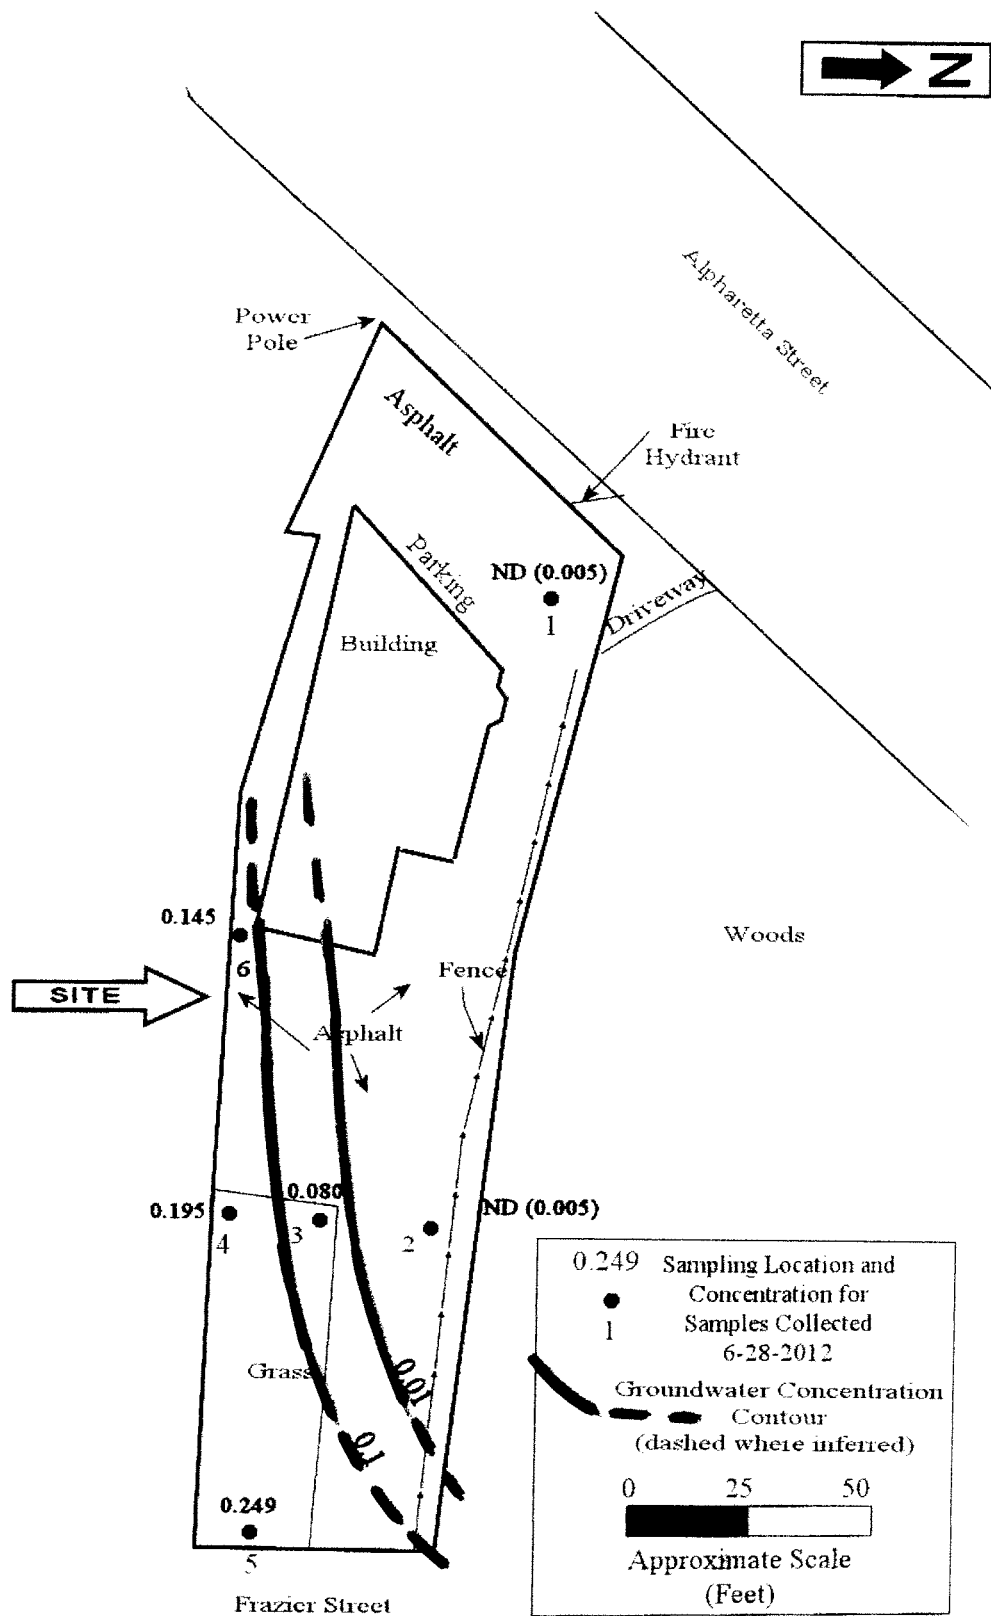 N
Alpharetta Street
Power
Pole
Asphalt
Fire
Hydrant
Parking
ND (0.005)
1
Driveway
Building
0.145
6
Woods
SITE
Fence
Asphalt
0.080
0.195
ND (0.005)
4
3
2
0.249 Sampling Location and
Concentration for
1 Samples Collected
6-28-2012
Groundwater Concentration
Contour
(dashed where inferred)
0 25 50
Approximate Scale
(Feet)
Grass
0.01
0.1
0.249
5
Frazier Street